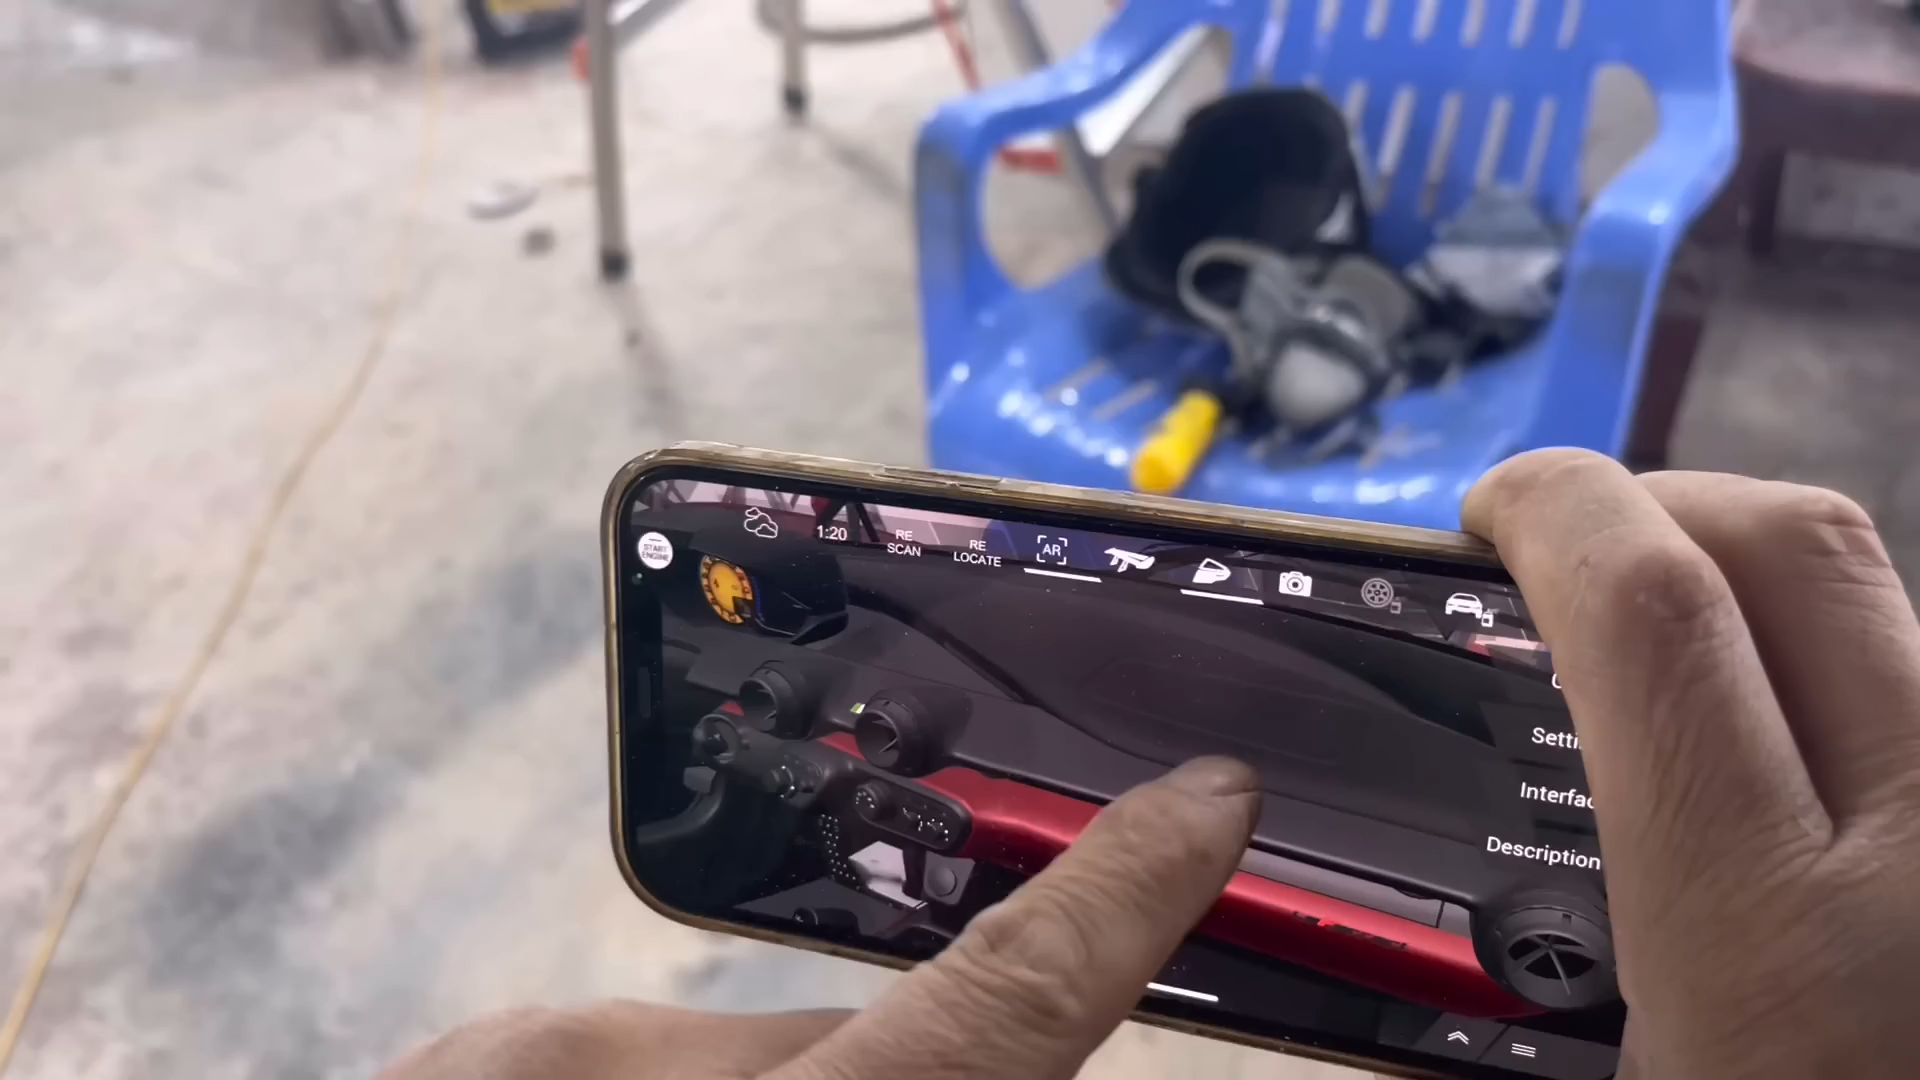 START
ENGINE
1:20
RE
SCAN
RE
LOCATE
AR
Setti
Interfac
Description